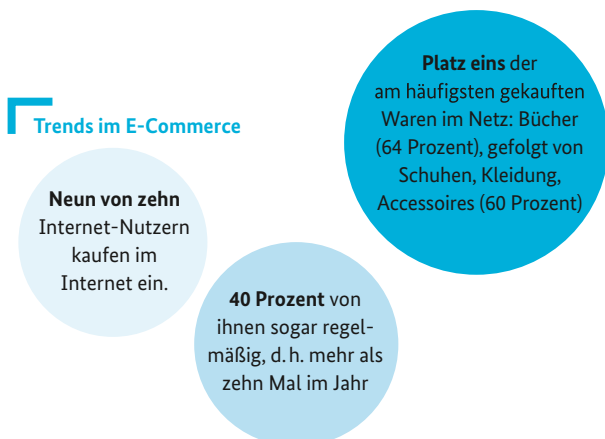 Trends im E-Commerce
Neun von zehn
Internet-Nutzern
kaufen im
Internet ein.
40 Prozent von
ihnen sogar regel-
mäßig, d. h. mehr als
zehn Mal im Jahr
Platz eins der
am häufigsten gekauften
Waren im Netz: Bücher
(64 Prozent), gefolgt von
Schuhen, Kleidung,
Accessoires (60 Prozent)